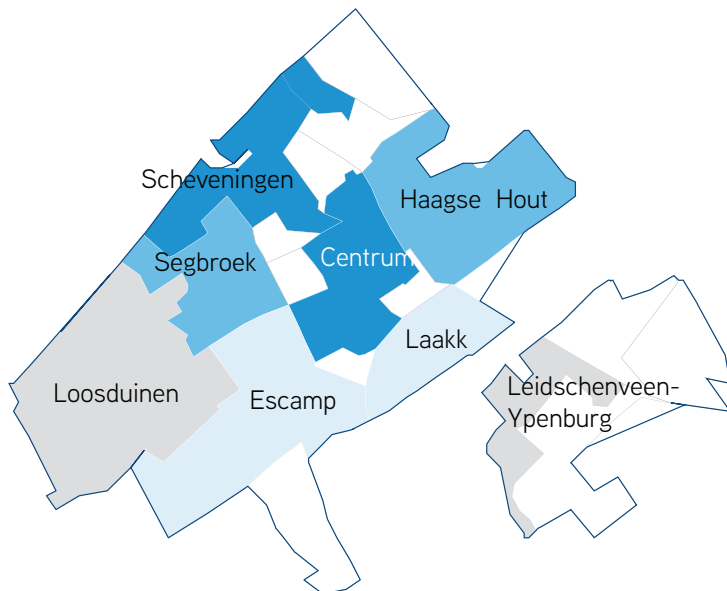 Scheveningen
Haagse Hout
Segbroek
Centrum
Laakk
Loosduinen
Escamp
Leidschenveen-
Ypenburg